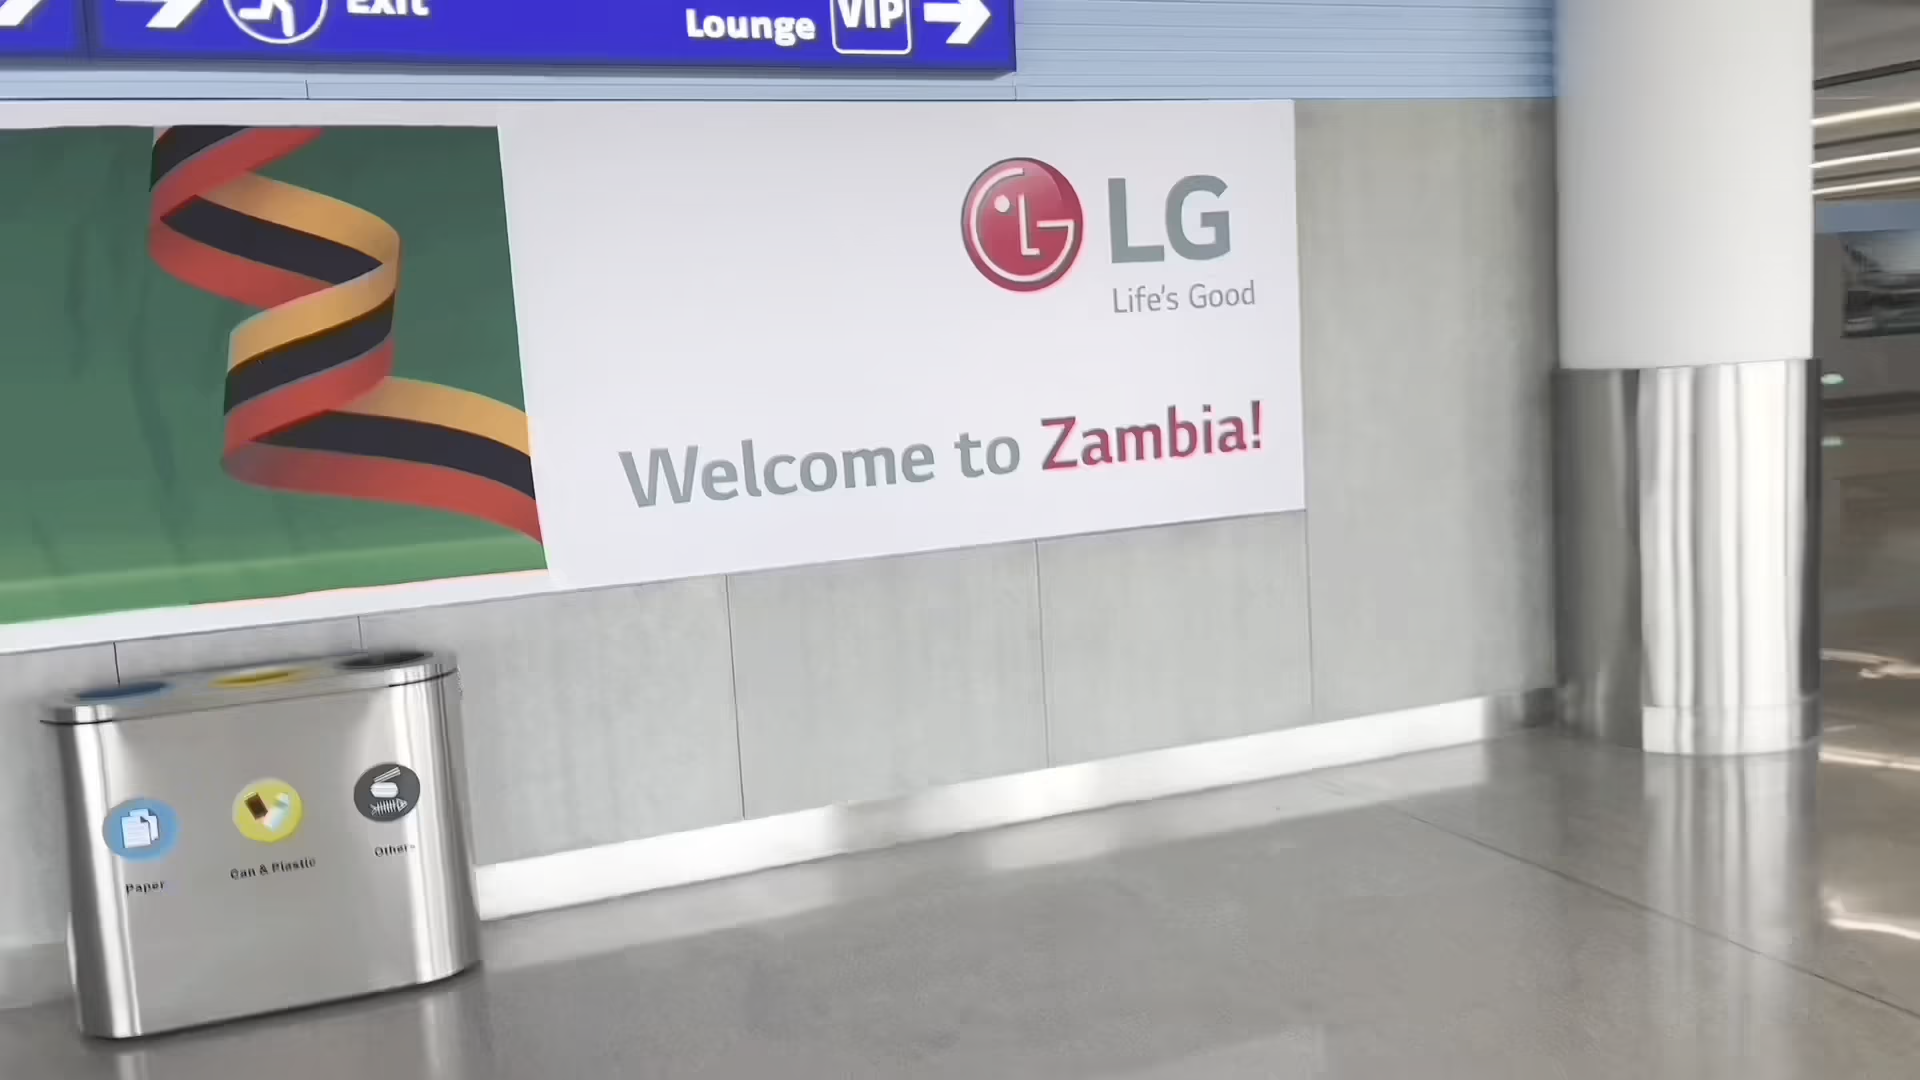 Exit
Lounge VIP
LG
Life's Good
Welcome to Zambia!
Paper
Can & Plastic
Others